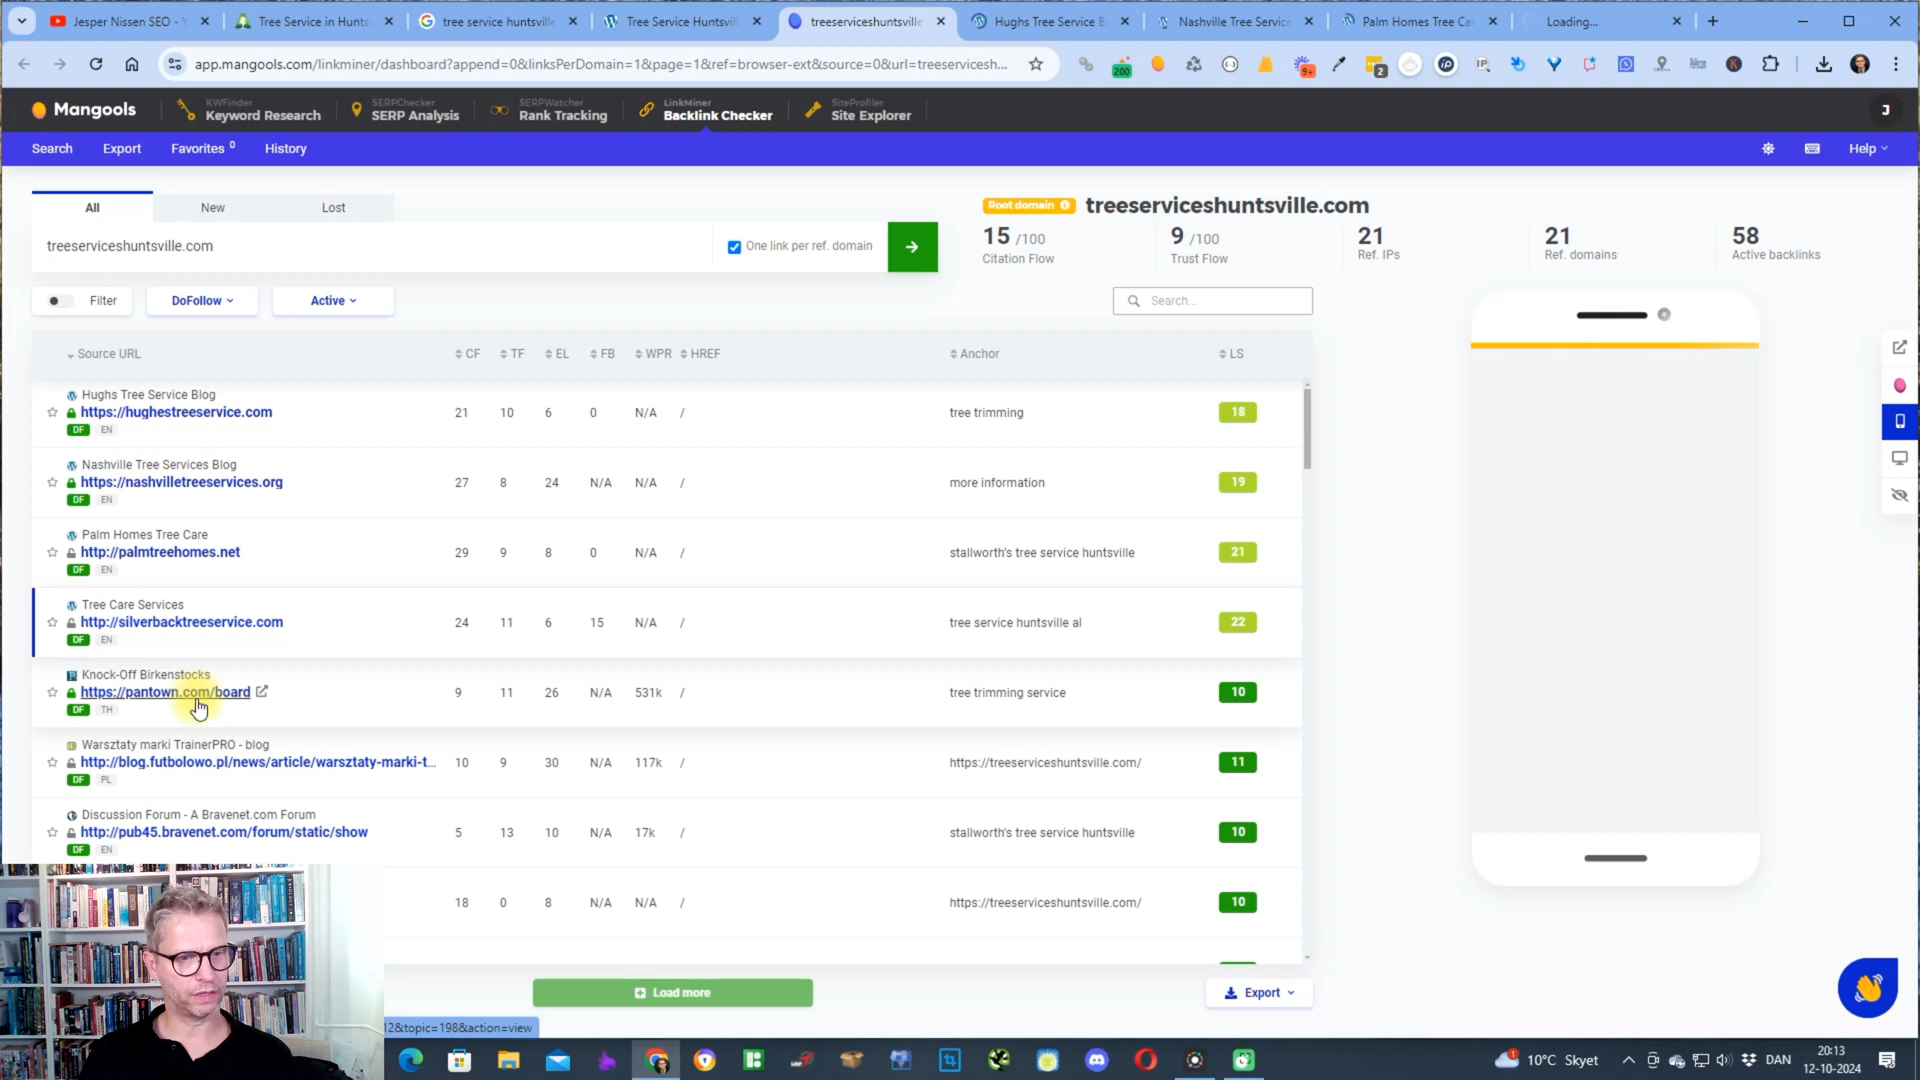 Jesper Nissen SEO -
Tree Service in Hunts
tree service huntsville
Tree Service Huntsvill
treeserviceshuntsville
Hughs Tree Service B
Nashville Tree Service
Palm Homes Tree Ca
Loading...
app.mangools.com/linkminer/dashboard?append=0&linksPerDomain=1&page=1&ref=browser-ext&source=0&url=treeservicesh...
200
9+
2
Mangools
KWFinder
Keyword Research
SERPChecker
SERP Analysis
SERPWatcher
Rank Tracking
LinkMiner
Backlink Checker
SiteProfiler
Site Explorer
J
Search
Export
Favorites 0
History
Help
All
New
Lost
treeserviceshuntsville.com
One link per ref. domain
Root domain
treeserviceshuntsville.com
15 /100
Citation Flow
9 /100
Trust Flow
21
Ref. IPs
21
Ref. domains
58
Active backlinks
Filter
DoFollow
Active
Search...
Source URL CF TF EL FB WPR HREF Anchor LS
Hughs Tree Service Blog
https://hughestreeservice.com 21 10 6 0 N/A / tree trimming 18
DF EN
Nashville Tree Services Blog
https://nashvilletreeservices.org 27 8 24 N/A N/A / more information 19
DF EN
Palm Homes Tree Care
http://palmtreehomes.net 29 9 8 0 N/A / stallworth's tree service huntsville 21
DF EN
Tree Care Services
http://silverbacktreeservice.com 24 11 6 15 N/A / tree service huntsville al 22
DF EN
Knock-Off Birkenstocks
https://pantown.com/board 9 11 26 N/A 531k / tree trimming service 10
DF TH
Warsztaty marki TrainerPRO - blog
http://blog.futbolowo.pl/news/article/warsztaty-marki-t... 10 9 30 N/A 117k / https://treeserviceshuntsville.com/ 11
DF PL
Discussion Forum - A Bravenet.com Forum
http://pub45.bravenet.com/forum/static/show 5 13 10 N/A 17k / stallworth's tree service huntsville 10
DF EN
18 0 8 N/A N/A / https://treeserviceshuntsville.com/ 10
Load more
Export
12&topic=198&action=view
10°C Skyet
DAN
20:13
12-10-2024